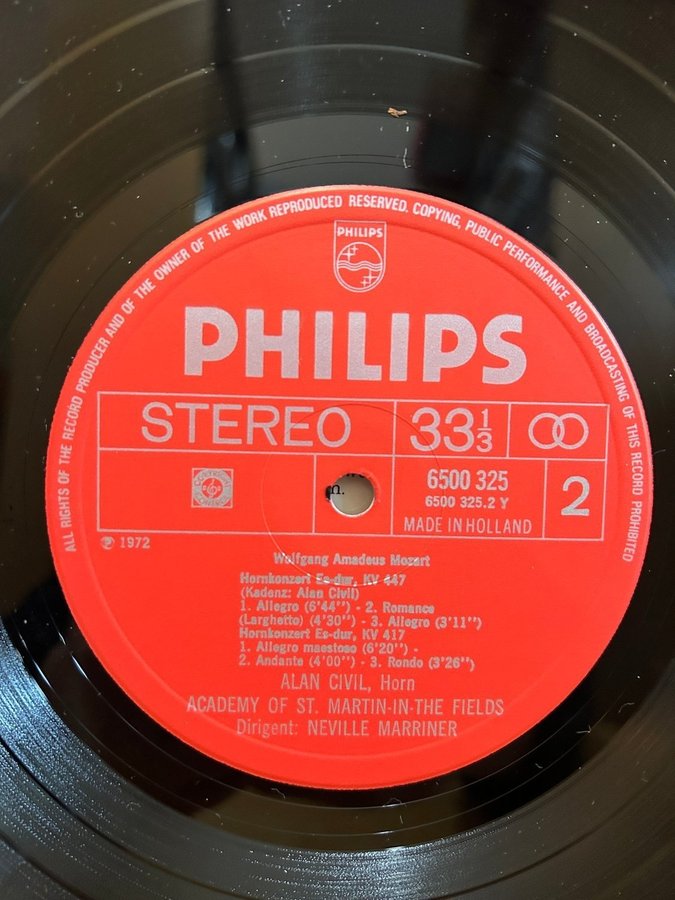 ALL RIGHTS OF THE RECORD PRODUCER AND OF THE OWNER OF THE WORK REPRODUCED RESERVED. COPYING, PUBLIC PERFORMANCE AND BROADCASTING OF THIS RECORD PROHIBITED
PHILIPS
PHILIPS
STEREO 33 1/3
6500 325
6500 325.2 Y
2
MADE IN HOLLAND
n.
℗ 1972
Wolfgang Amadeus Mozart
Hornkonzert Es-dur, KV 447
(Kadenz: Alan Civil)
1. Allegro (6'44'') - 2. Romance
(Larghetto) (4'30'') - 3. Allegro (3'11'')
Hornkonzert Es-dur, KV 417
1. Allegro maestoso (6'20'') -
2. Andante (4'00'') - 3. Rondo (3'26'')
ALAN CIVIL, Horn
ACADEMY OF ST. MARTIN-IN-THE FIELDS
Dirigent: NEVILLE MARRINER